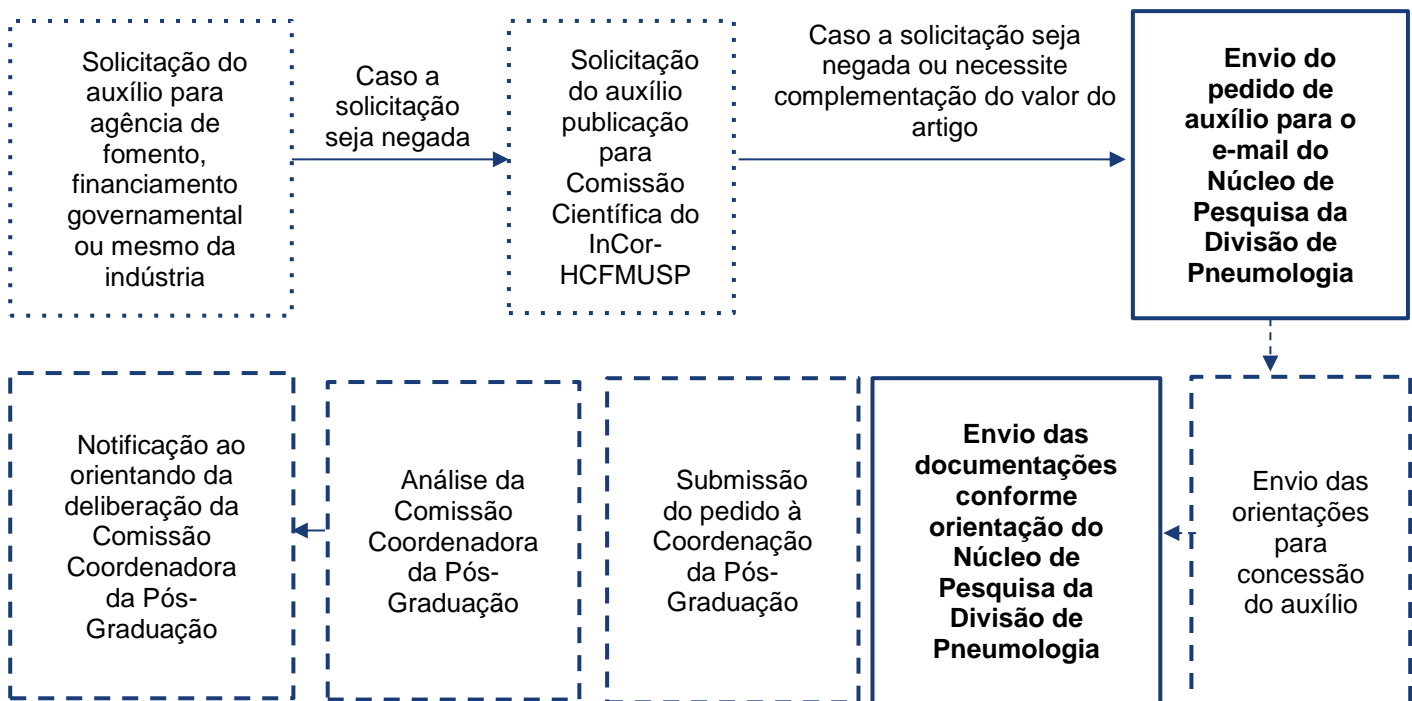 Solicitação do
auxílio para
agência de
fomento,
financiamento
governamental
ou mesmo da
indústria
Caso a
solicitação
seja negada
Solicitação
do auxílio
publicação
para
Comissão
Científica do
InCor-
HCFMUSP
Caso a solicitação seja
negada ou necessite
complementação do valor do
artigo
Envio do
pedido de
auxílio para o
e-mail do
Núcleo de
Pesquisa da
Divisão de
Pneumologia
Notificação ao
orientando da
deliberação da
Comissão
Coordenadora
da Pós-
Graduação
Análise da
Comissão
Coordenadora
da Pós-
Graduação
Submissão
do pedido à
Coordenação
da Pós-
Graduação
Envio das
documentações
conforme
orientação do
Núcleo de
Pesquisa da
Divisão de
Pneumologia
Envio das
orientações
para
concessão
do auxílio